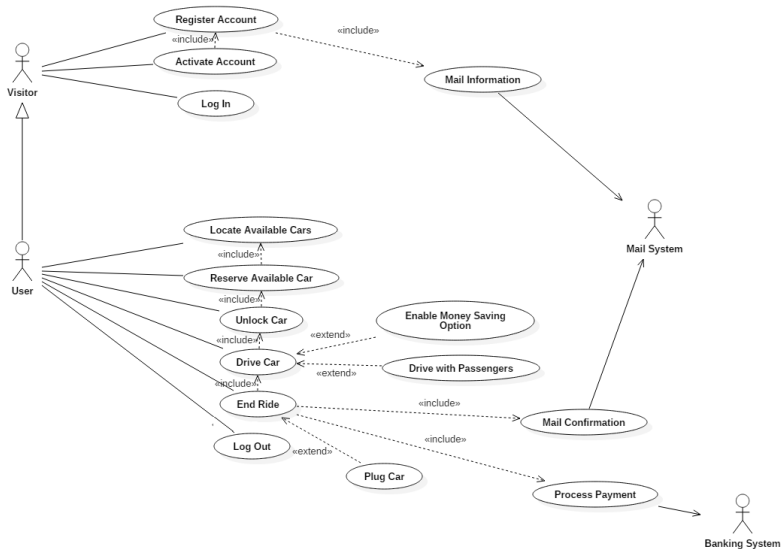 Register Account
«include»
«include»
Activate Account
Mail Information
Visitor
Log In
Locate Available Cars
«include»
Mail System
Reserve Available Car
User
«include»
Unlock Car
Enable Money Saving
Option
«extend»
«include»
Drive Car
Drive with Passengers
«extend»
«include»
End Ride
«include»
Mail Confirmation
«include»
Log Out
«extend»
Plug Car
Process Payment
Banking System